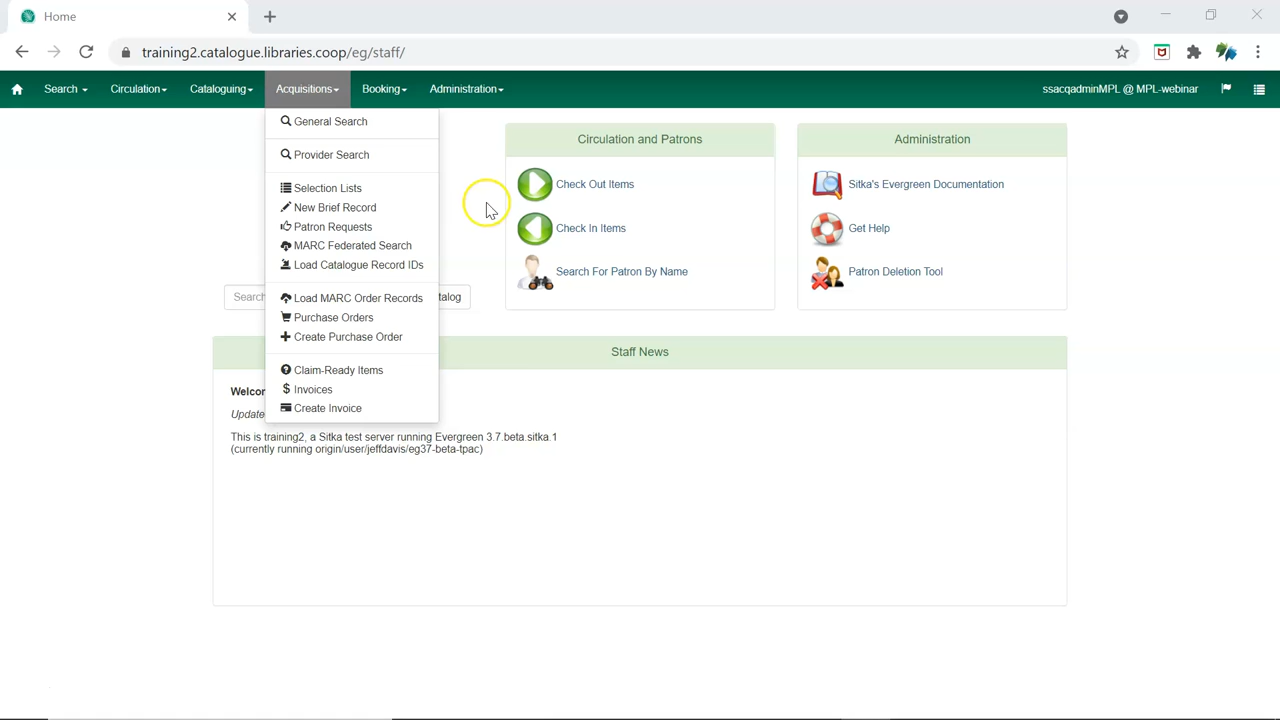 Home
training2.catalogue.libraries.coop/eg/staff/
Search
Circulation
Cataloguing
Acquisitions
Booking
Administration
ssacqadminMPL @ MPL-webinar
General Search
Provider Search
Selection Lists
New Brief Record
Patron Requests
MARC Federated Search
Load Catalogue Record IDs
Load MARC Order Records
Purchase Orders
Create Purchase Order
Claim-Ready Items
Invoices
Create Invoice
Circulation and Patrons
Check Out Items
Check In Items
Search For Patron By Name
Administration
Sitka's Evergreen Documentation
Get Help
Patron Deletion Tool
Search
talog
Staff News
Welcor
Update
This is training2, a Sitka test server running Evergreen 3.7.beta.sitka.1
(currently running origin/user/jeffdavis/eg37-beta-tpac)